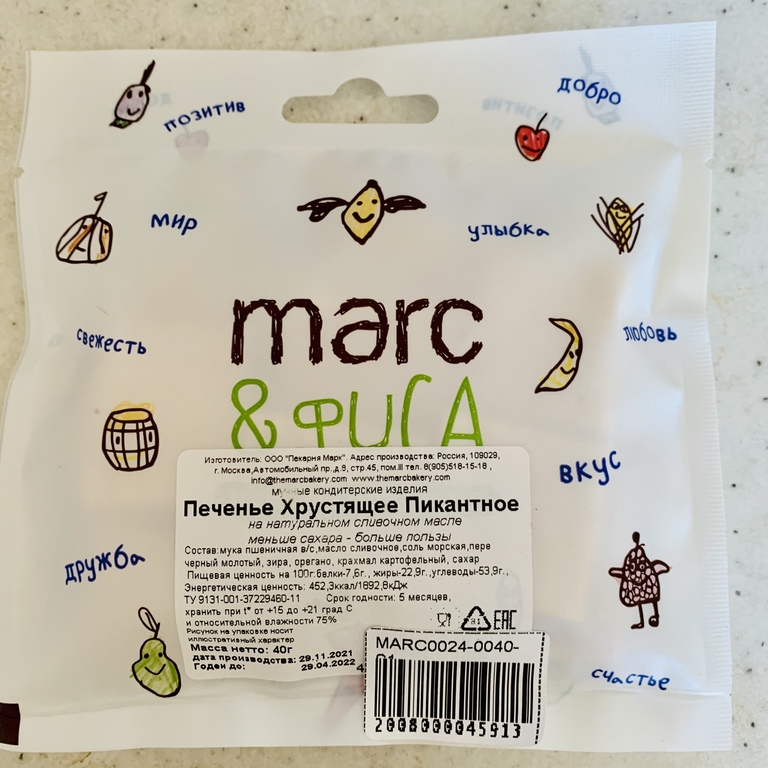 добро
позитив
мир
улыбка
свежесть
любовь
marc
& ФИСА
вкус
дружба
счастье
Изготовитель: ООО "Пекарня Марк". Адрес производства: Россия, 109029,
г. Москва,Автомобильный пр.,д.8, стр.45, пом.III тел. 8(905)518-15-18 ,
info@themarcbakery.com www.themarcbakery.com
мучные кондитерские изделия
Печенье Хрустящее Пикантное
на натуральном сливочном масле
меньше сахара - больше пользы
Состав:мука пшеничная в/с,масло сливочное,соль морская,пере
черный молотый, зира, орегано, крахмал картофельный, сахар
Пищевая ценность на 100г:белки-7,6г., жиры-22,9г.,углеводы-53,9г.,
Энергетическая ценность: 452,3ккал/1892,8кДж
ТУ 9131-001-37229460-11 Срок годности: 5 месяцев,
хранить при t° от +15 до +21 град С
и относительной влажности 75%
Рисунок на упаковке носит
иллюстративный характер
Масса нетто: 40г
дата производства: 29.11.2021
Годен до: 29.04.2022
EAC
MARC0024-0040-
2008000045913